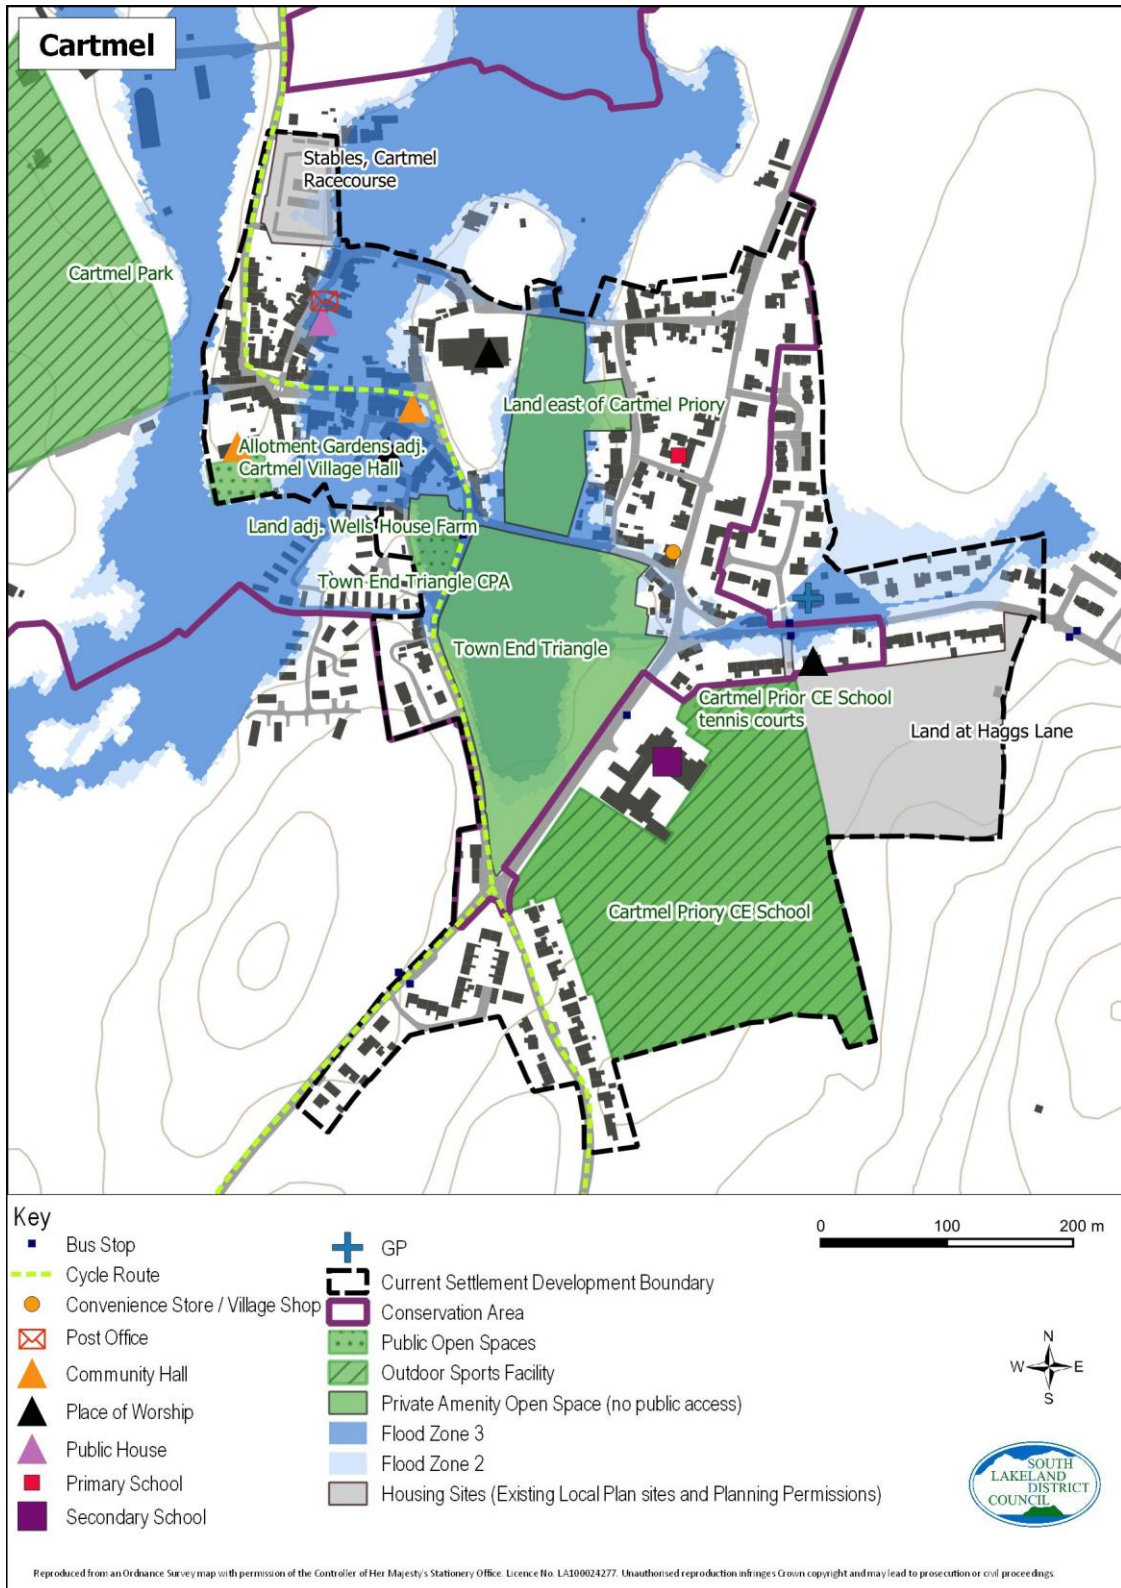 Cartmel
Stables, Cartmel
Racecourse
Cartmel Park
Land east of Cartmel Priory
Allotment Gardens adj.
Cartmel Village Hall
Land adj. Wells House Farm
Town End Triangle CPA
Town End Triangle
Cartmel Prior CE School
tennis courts
Land at Haggs Lane
Cartmel Priory CE School
Key
Bus Stop
Cycle Route
Convenience Store / Village Shop
Post Office
Community Hall
Place of Worship
Public House
Primary School
Secondary School
GP
Current Settlement Development Boundary
Conservation Area
Public Open Spaces
Outdoor Sports Facility
Private Amenity Open Space (no public access)
Flood Zone 3
Flood Zone 2
Housing Sites (Existing Local Plan sites and Planning Permissions)
0 100 200 m
N
W E
S
SOUTH
LAKELAND
DISTRICT
COUNCIL
Reproduced from an Ordnance Survey map with permission of the Controller of Her Majesty's Stationery Office. Licence No. LA100024277. Unauthorised reproduction infringes Crown copyright and may lead to prosecution or civil proceedings.